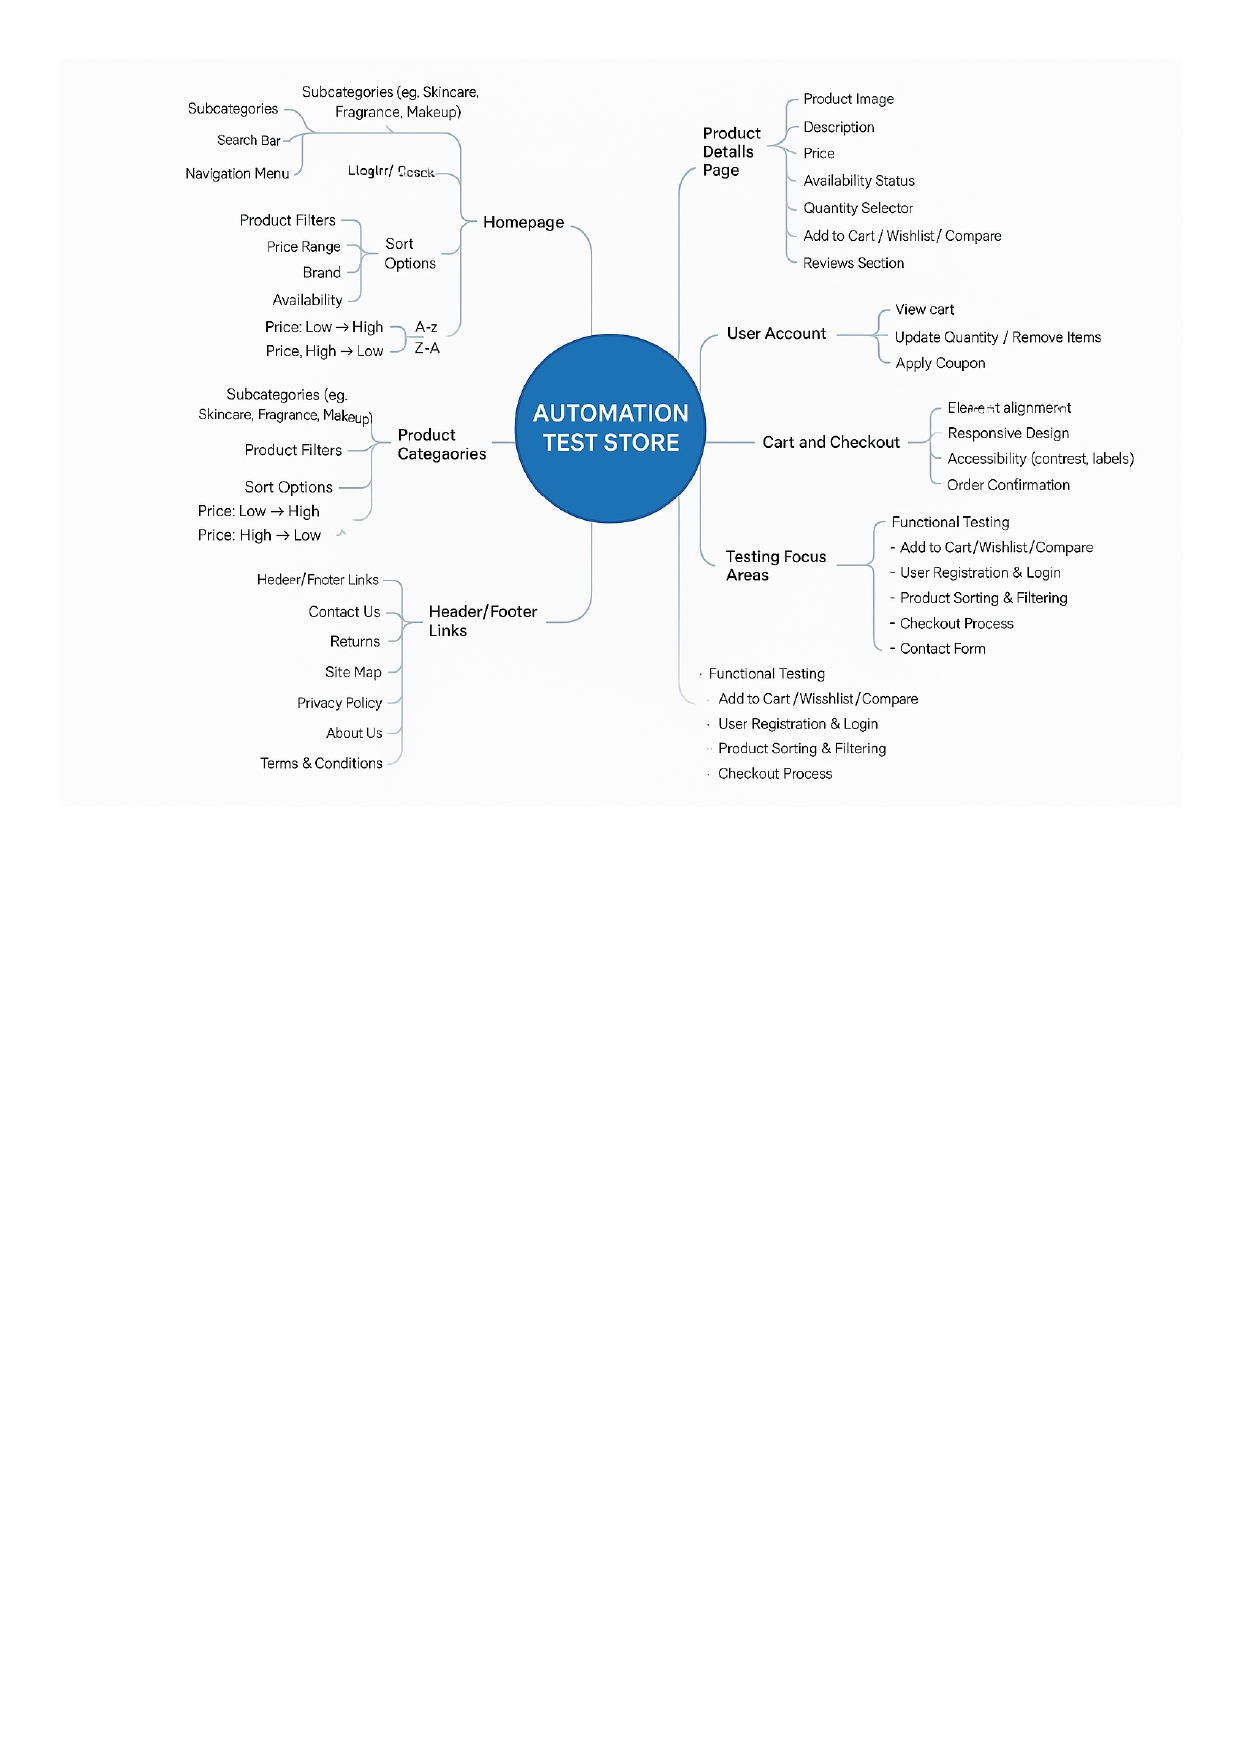 Subcategories (eg. Skincare,
Fragrance, Makeup)
Subcategories
Search Bar
Navigation Menu
Homepage
Product Filters
Price Range
Brand
Availability
Sort
Options
Price: Low → High
Price, High → Low
A-z
Z-A
Subcategories (eg.
Skincare, Fragrance, Makeup)
Product Filters
Sort Options
Price: Low → High
Price: High → Low
Product
Categaories
Hedeer/Fnoter Links
Contact Us
Returns
Site Map
Privacy Policy
About Us
Terms & Conditions
Header/Footer
Links
AUTOMATION
TEST STORE
Product
Detalls
Page
Product Image
Description
Price
Availability Status
Quantity Selector
Add to Cart / Wishlist / Compare
Reviews Section
User Account
View cart
Update Quantity / Remove Items
Apply Coupon
Cart and Checkout
alignment
Responsive Design
Accessibility (contrest, labels)
Order Confirmation
Testing Focus
Areas
Functional Testing
- Add to Cart/Wishlist/Compare
- User Registration & Login
- Product Sorting & Filtering
- Checkout Process
- Contact Form
· Functional Testing
· Add to Cart/Wisshlist/Compare
· User Registration & Login
·· Product Sorting & Filtering
· Checkout Process